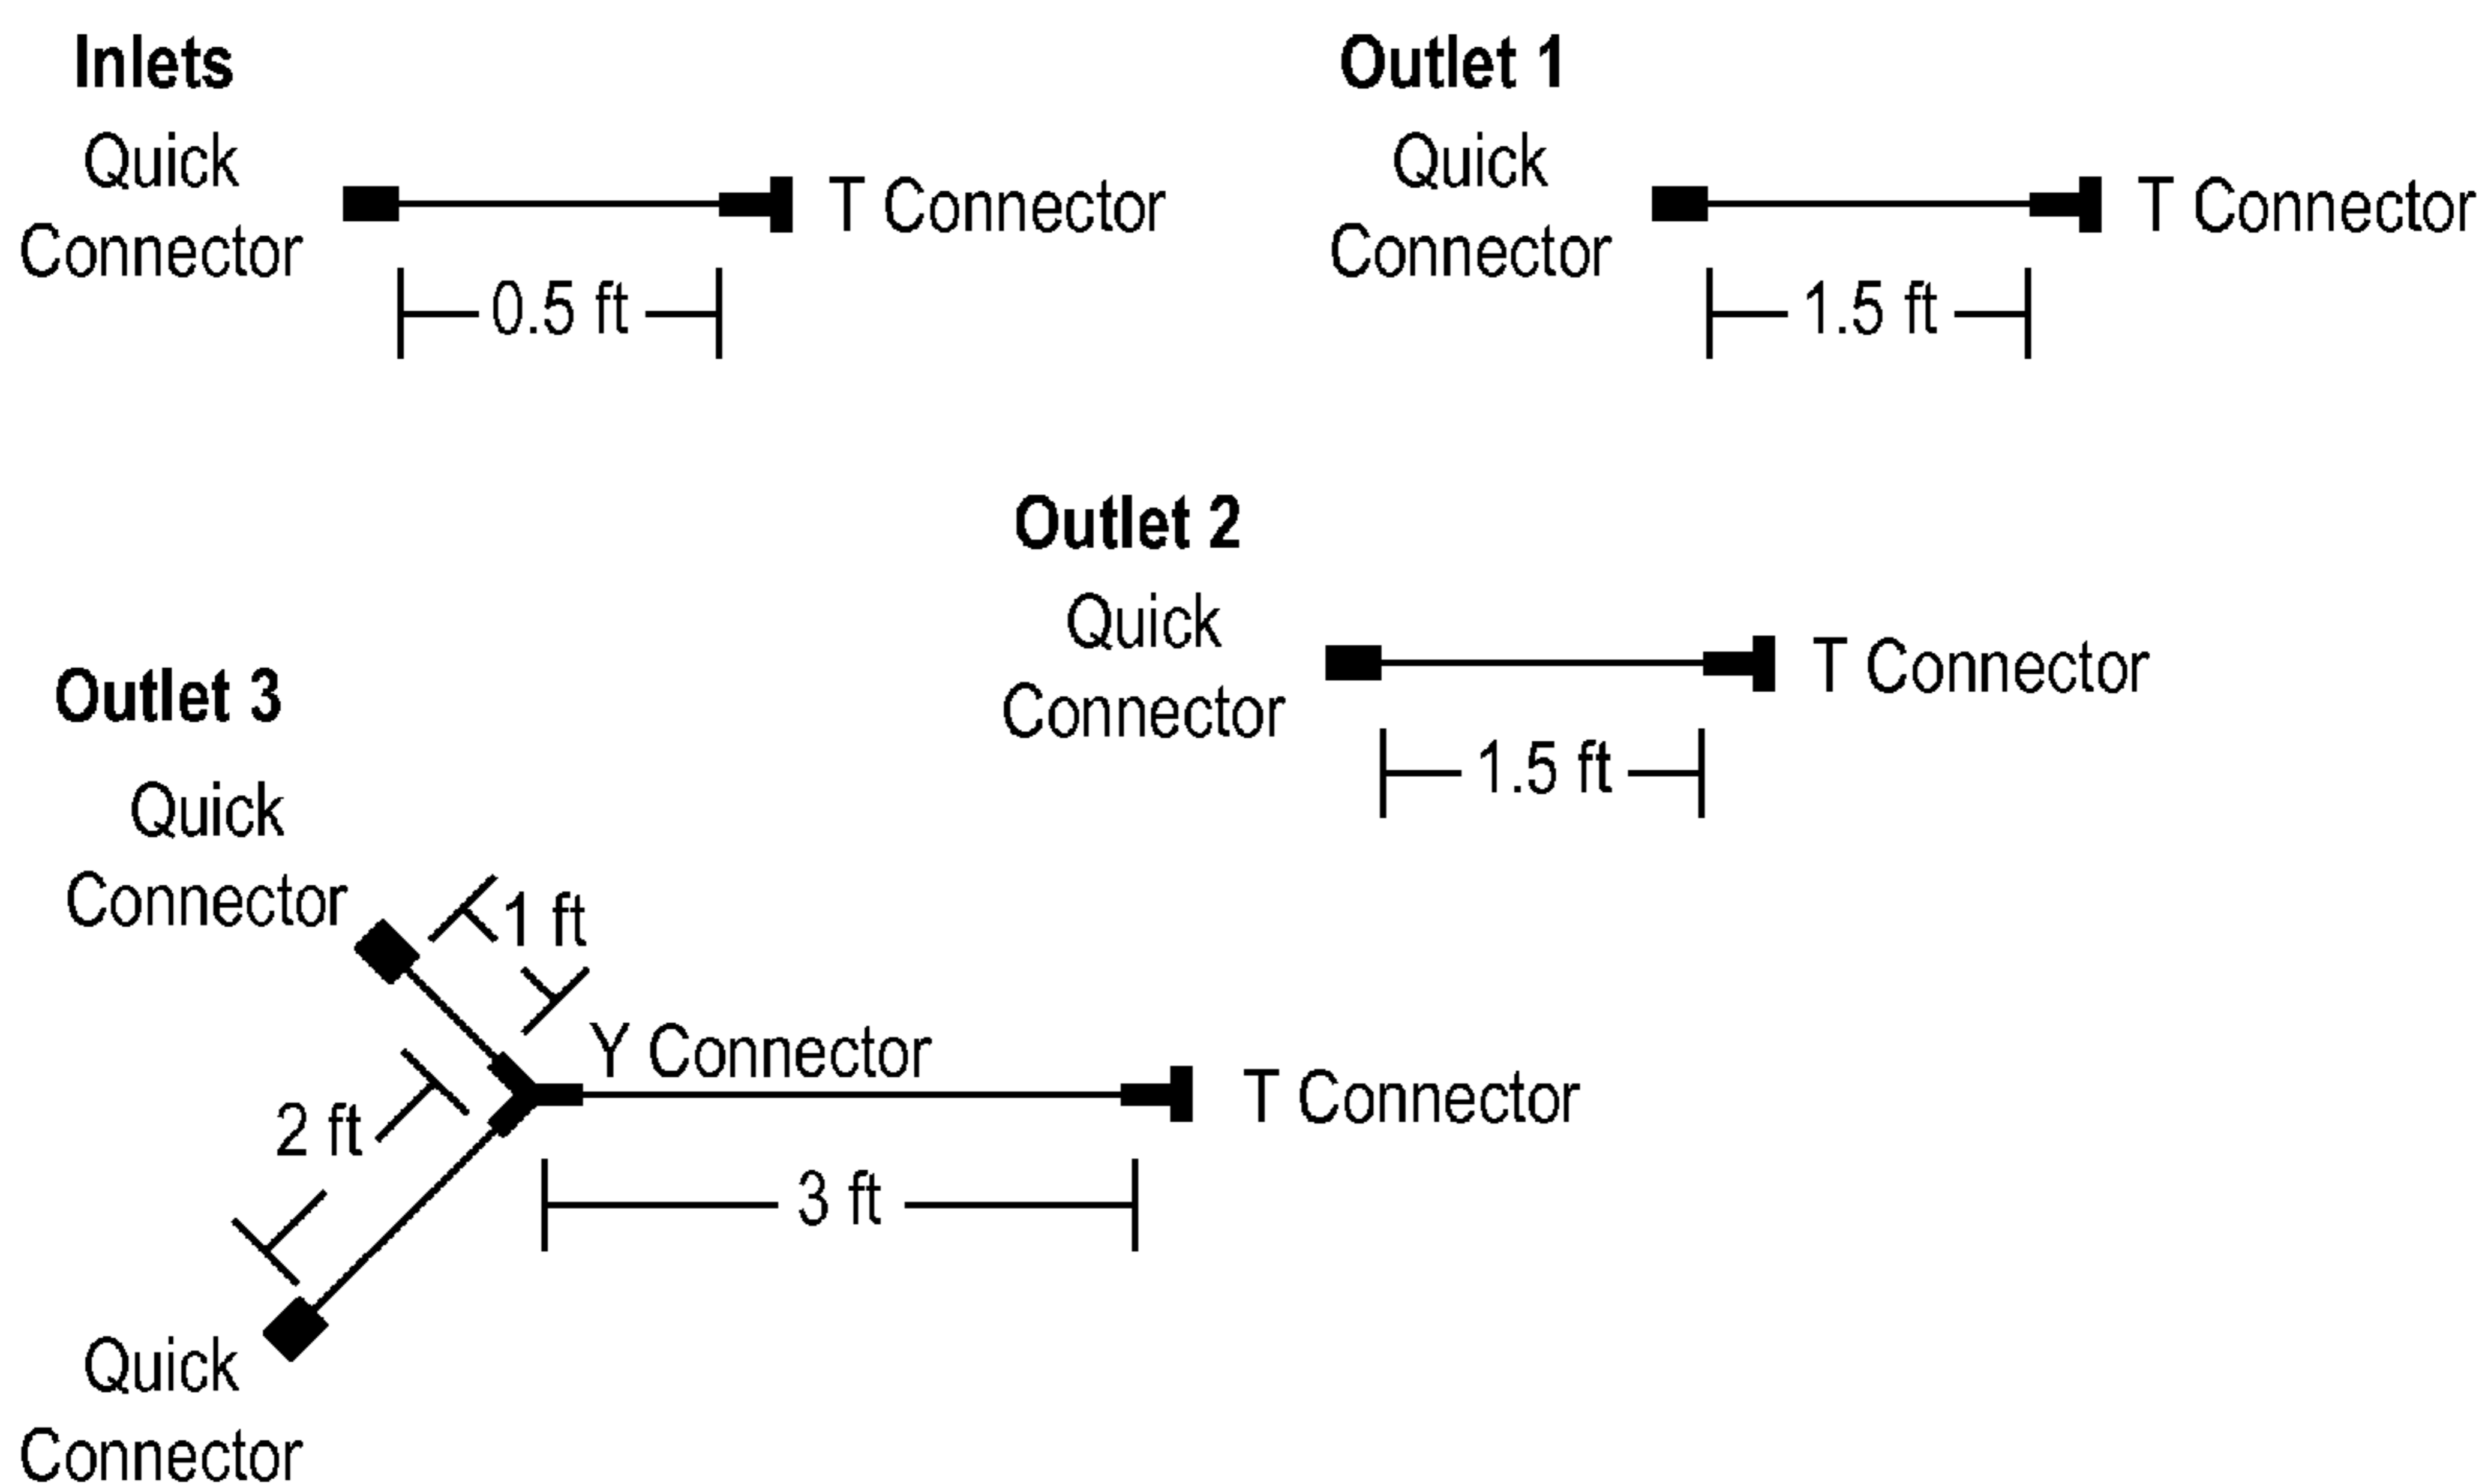 Inlets
Quick
Connector
T Connector
0.5 ft
Outlet 1
Quick
Connector
T Connector
1.5 ft
Outlet 2
Quick
Connector
T Connector
1.5 ft
Outlet 3
Quick
Connector
1 ft
Y Connector
T Connector
2 ft
3 ft
Quick
Connector